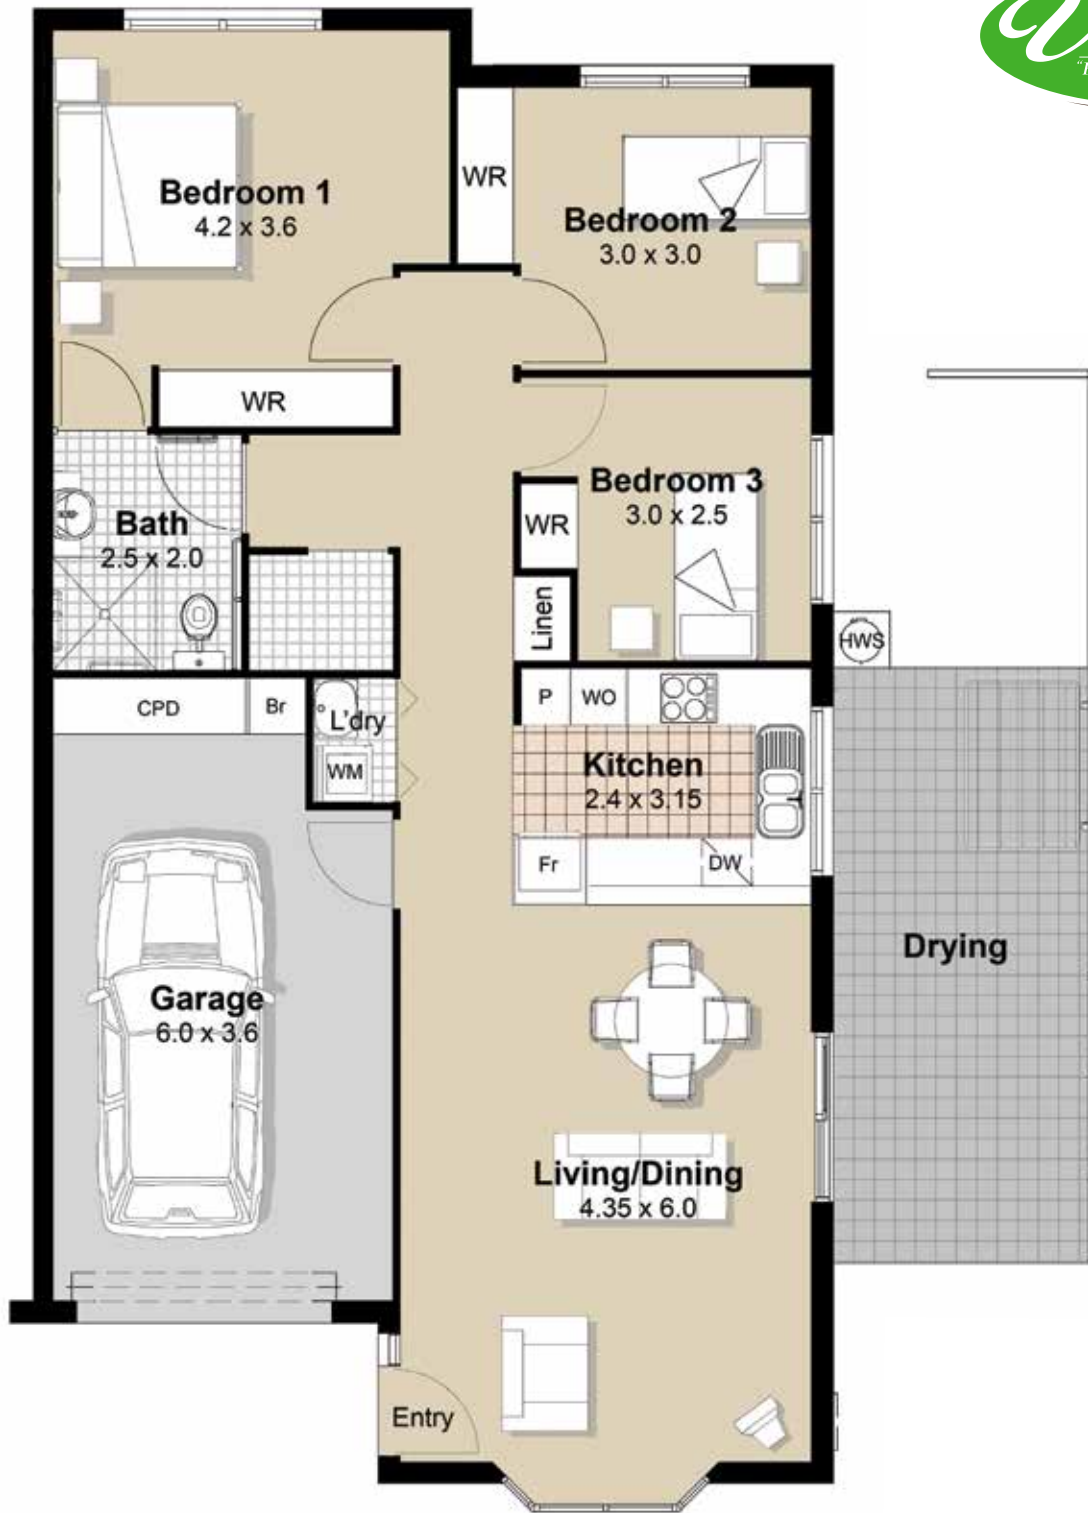 Bedroom 1
4.2 x 3.6
WR
Bedroom 2
3.0 x 3.0
WR
Bedroom 3
3.0 x 2.5
WR
Bath
2.5 x 2.0
Linen
HWS
CPD
Br
L'dry
WM
P
WO
Kitchen
2.4 x 3.15
Fr
DW
Drying
Garage
6.0 x 3.6
Living/Dining
4.35 x 6.0
Entry